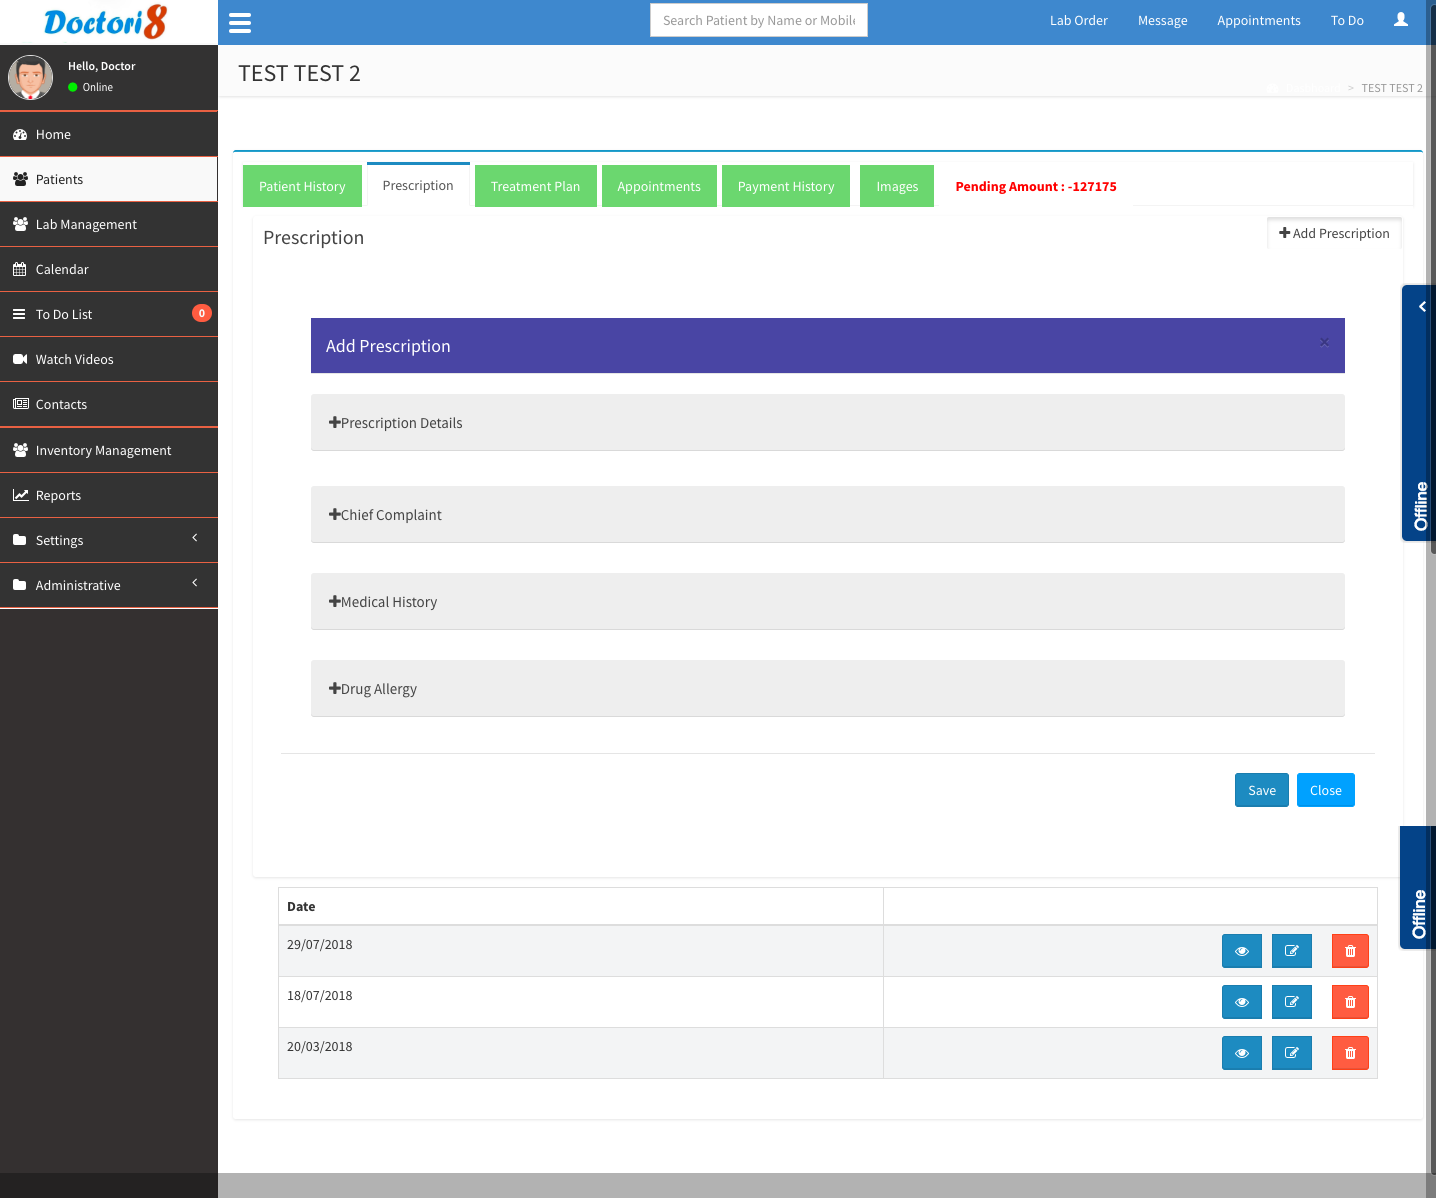 Doctori8
Lab Order Message Appointments To Do
Search Patient by Name or Mobil
Hello, Doctor
Online
TEST TEST 2
> TEST TEST 2
Home
Patients
Lab Management
Calendar
To Do List 0
Watch Videos
Contacts
Inventory Management
Reports
Settings
Administrative
Patient History Prescription Treatment Plan Appointments Payment History Images Pending Amount : -127175
Prescription
Add Prescription
Add Prescription ×
Prescription Details
Chief Complaint
Medical History
Drug Allergy
Save Close
Offline
Offline
Date
29/07/2018
18/07/2018
20/03/2018